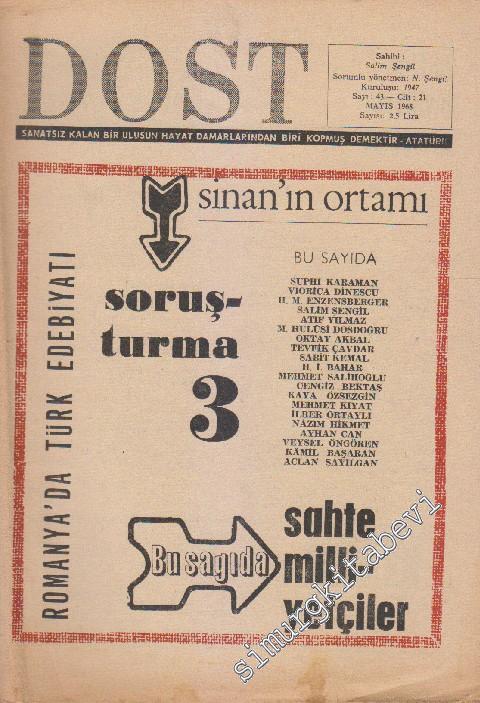 DOST
Sahibi :
Salim Şengil
Sorumlu yönetmen: N. Şengil
Kuruluşu: 1947
Sayı : 43 — Cilt : 21
MAYIS 1968
Sayısı: 2,5 Lira
SANATSIZ KALAN BİR ULUSUN HAYAT DAMARLARINDAN BİRİ KOPMUŞ DEMEKTİR - ATATÜRK
sinan'ın ortamı
ROMANYA'DA TÜRK EDEBİYATI
soruş-
turma
3
BU SAYIDA
SUPHİ KARAMAN
VIORICA DINESCU
H. M. ENZENSBERGER
SALİM ŞENGİL
ATIF YILMAZ
M. HULÛSİ DOSDOĞRU
OKTAY AKBAL
TEVFİK ÇAVDAR
SABİT KEMAL
H. İ. BAHAR
MEHMET SALİHOĞLU
CENGİZ BEKTAŞ
KAYA ÖZSEZGİN
MEHMET KIYAT
İLBER ORTAYLI
NAZIM HİKMET
AYHAN CAN
VEYSEL ÖNGÖREN
KÂMİL BAŞARAN
ACLAN SAYILGAN
Bu sayıda
sahte
milli-
yetçiler
simurgkitabevi